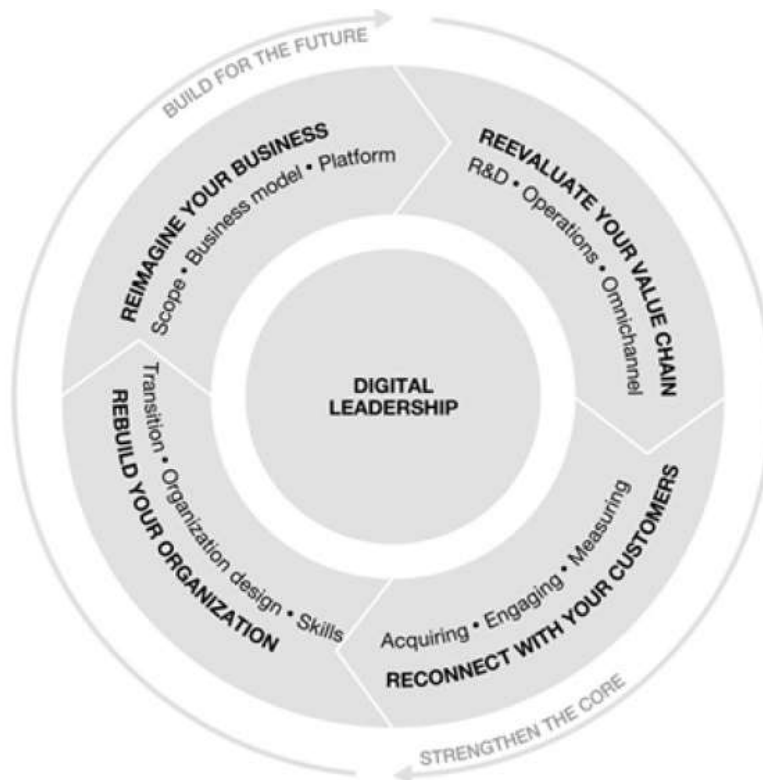 BUILD FOR THE FUTURE
REIMAGINE YOUR BUSINESS
Scope • Business model • Platform
REEVALUATE YOUR VALUE CHAIN
R&D • Operations • Omnichannel
DIGITAL
LEADERSHIP
Transition • Organization design • Skills
REBUILD YOUR ORGANIZATION
Acquiring • Engaging • Measuring
RECONNECT WITH YOUR CUSTOMERS
STRENGTHEN THE CORE